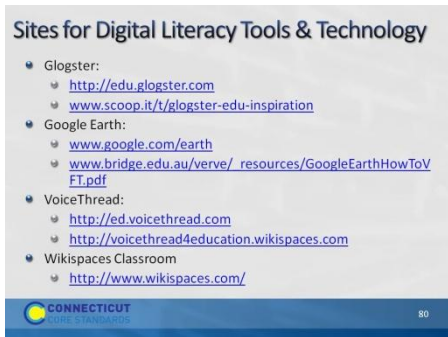 Sites for Digital Literacy Tools & Technology
Glogster:
http://edu.glogster.com
www.scoop.it/t/glogster-edu-inspiration
Google Earth:
www.google.com/earth
www.bridge.edu.au/verve/_resources/GoogleEarthHowToV
FT.pdf
VoiceThread:
http://ed.voicethread.com
http://voicethread4education.wikispaces.com
Wikispaces Classroom
http://www.wikispaces.com/
CONNECTICUT
CORE STANDARDS
80